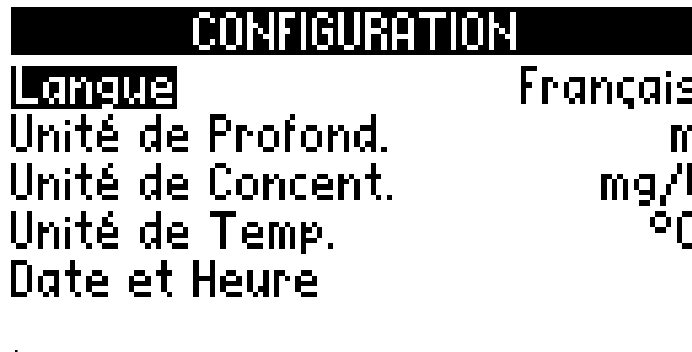 CONFIGURATION
Langue Français
Unité de Profond. m
Unité de Concent. mg/l
Unité de Temp. °C
Date et Heure